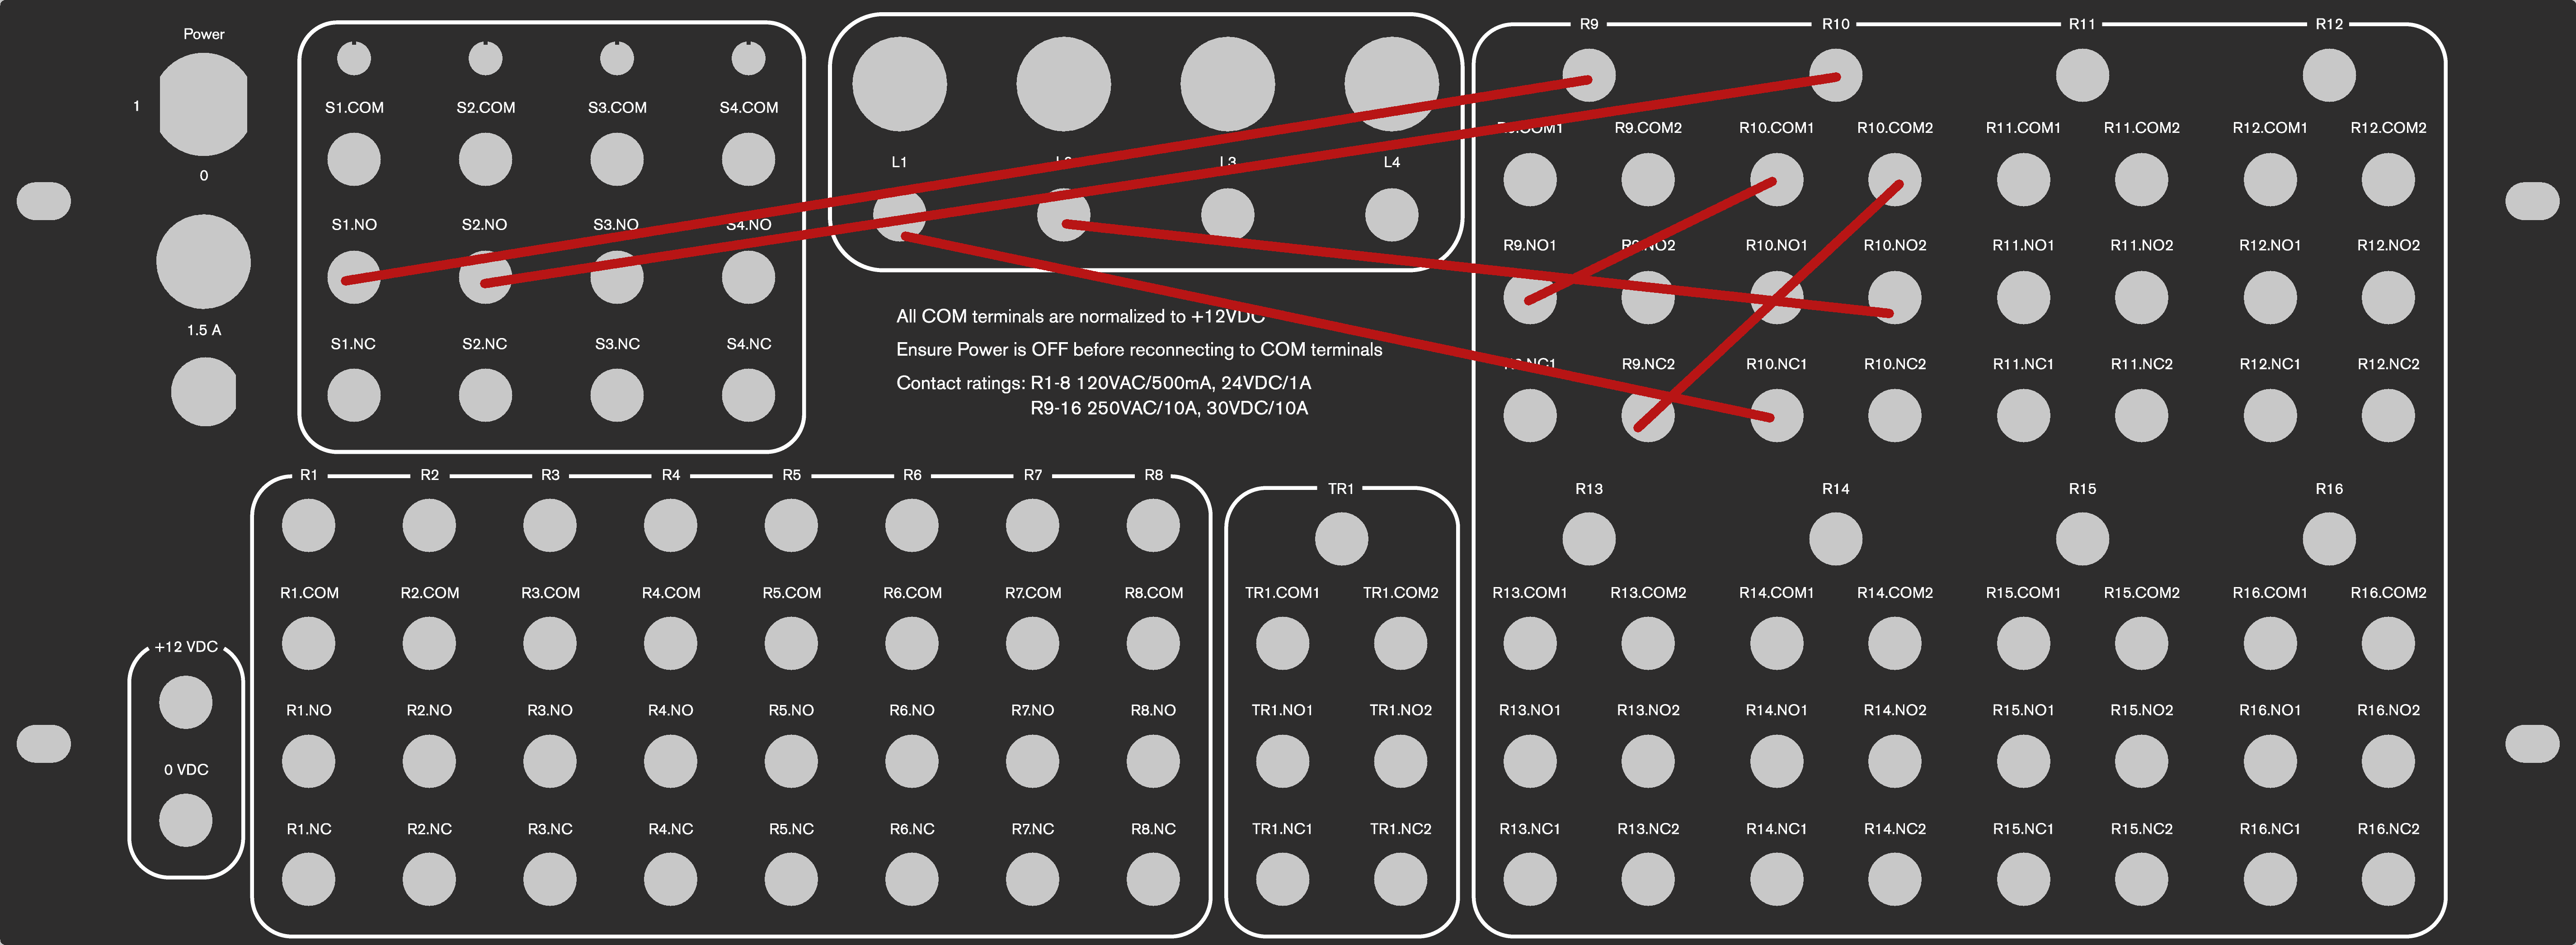 Power
1
0
1.5 A
S1.COM S2.COM S3.COM S4.COM
S1.NO S2.NO S3.NO S4.NO
S1.NC S2.NC S3.NC S4.NC
L1 L3 L4
All COM terminals are normalized to +12VDC
Ensure Power is OFF before reconnecting to COM terminals
Contact ratings: R1-8 120VAC/500mA, 24VDC/1A
R9-16 250VAC/10A, 30VDC/10A
R9 R10 R11 R12
R9.COM2 R10.COM1 R10.COM2 R11.COM1 R11.COM2 R12.COM1 R12.COM2
R9.NO1 R9.NO2 R10.NO1 R10.NO2 R11.NO1 R11.NO2 R12.NO1 R12.NO2
R9.NC2 R10.NC1 R10.NC2 R11.NC1 R11.NC2 R12.NC1 R12.NC2
+12 VDC
0 VDC
R1 R2 R3 R4 R5 R6 R7 R8
R1.COM R2.COM R3.COM R4.COM R5.COM R6.COM R7.COM R8.COM
R1.NO R2.NO R3.NO R4.NO R5.NO R6.NO R7.NO R8.NO
R1.NC R2.NC R3.NC R4.NC R5.NC R6.NC R7.NC R8.NC
TR1
TR1.COM1 TR1.COM2
TR1.NO1 TR1.NO2
TR1.NC1 TR1.NC2
R13 R14 R15 R16
R13.COM1 R13.COM2 R14.COM1 R14.COM2 R15.COM1 R15.COM2 R16.COM1 R16.COM2
R13.NO1 R13.NO2 R14.NO1 R14.NO2 R15.NO1 R15.NO2 R16.NO1 R16.NO2
R13.NC1 R13.NC2 R14.NC1 R14.NC2 R15.NC1 R15.NC2 R16.NC1 R16.NC2